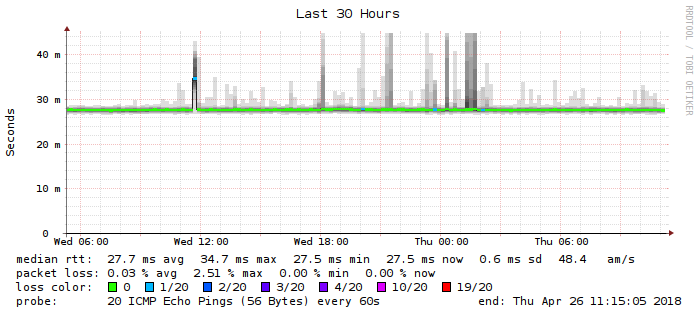 Last 30 Hours
RRDTOOL / TOBI OETIKER
Seconds
40 m
30 m
20 m
10 m
0
Wed 06:00 Wed 12:00 Wed 18:00 Thu 00:00 Thu 06:00
median rtt: 27.7 ms avg 34.7 ms max 27.5 ms min 27.5 ms now 0.6 ms sd 48.4 am/s
packet loss: 0.03 % avg 2.51 % max 0.00 % min 0.00 % now
loss color: 0 1/20 2/20 3/20 4/20 10/20 19/20
probe: 20 ICMP Echo Pings (56 Bytes) every 60s end: Thu Apr 26 11:15:05 2018